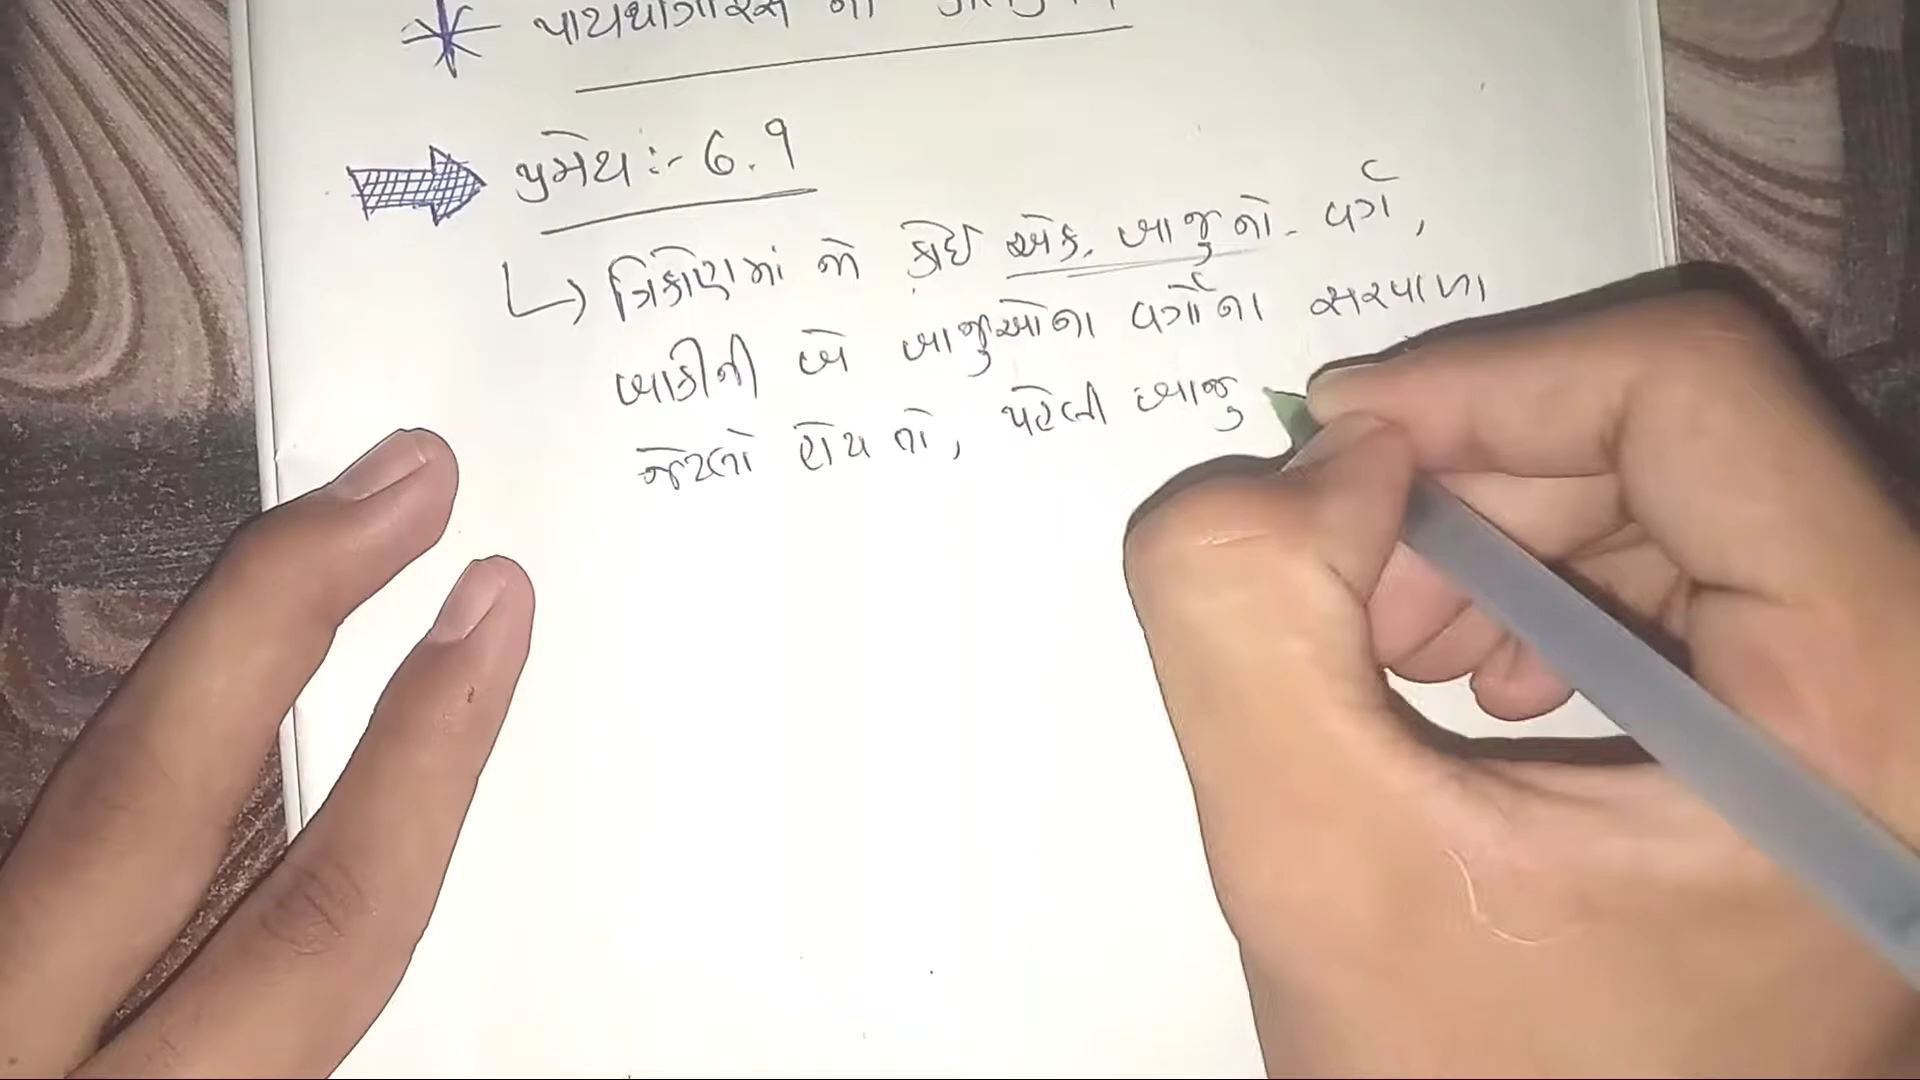 * પાયથાગોરસ નો
પ્રમેય :- 6.9
ત્રિકોણમાં જો કોઈ એક બાજુનો વર્ગ,
બાકીની બે બાજુઓના વર્ગોના સરવાળા
જેટલો હોય તો, પહેલી બાજુ